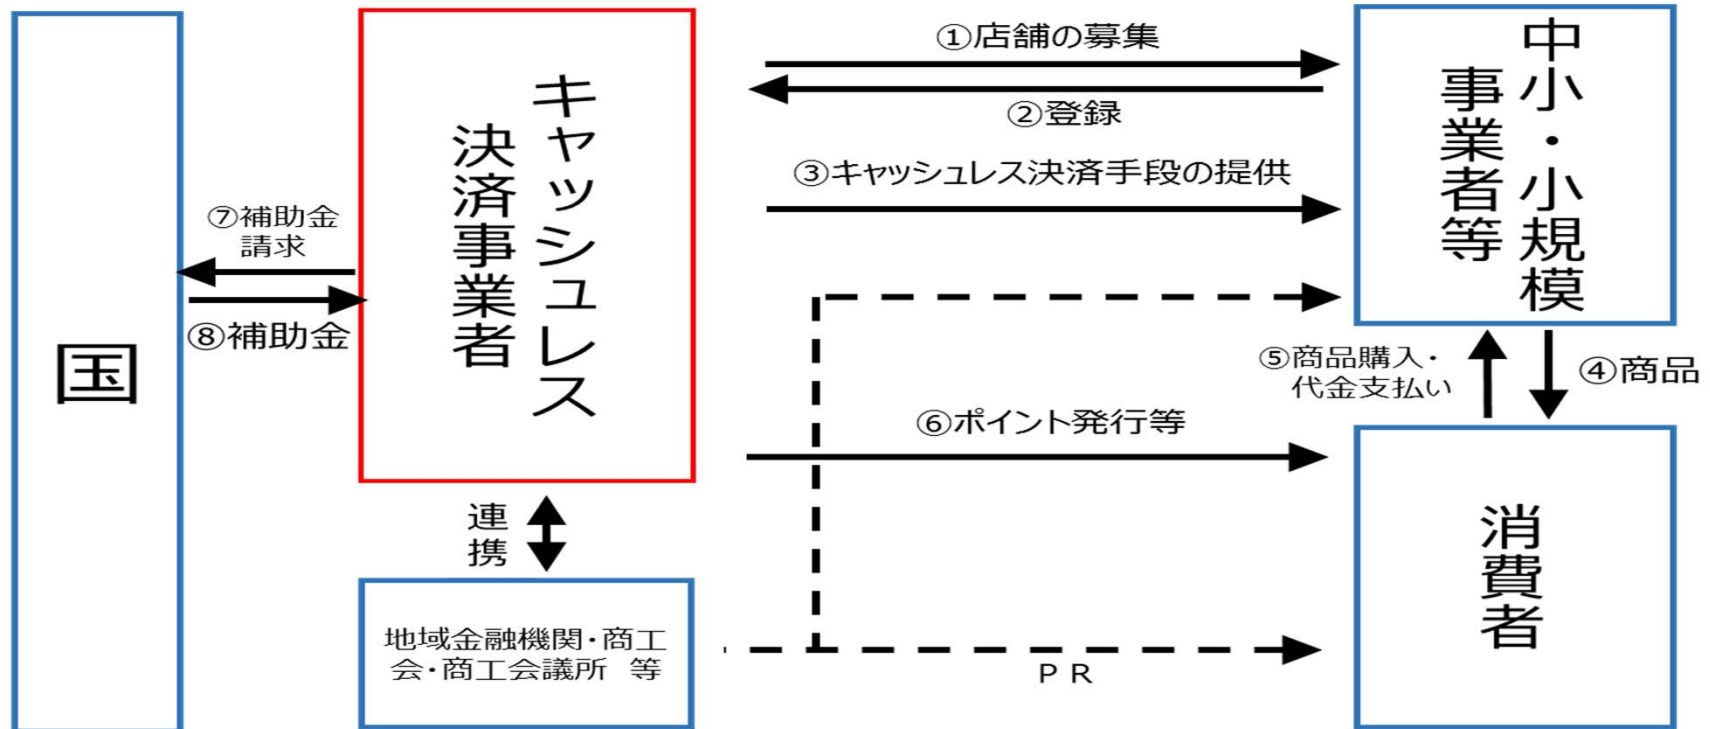 国
⑦補助金
請求
⑧補助金
キャッシュレス
決済事業者
連
携
地域金融機関・商工
会・商工会議所 等
①店舗の募集
②登録
③キャッシュレス決済手段の提供
⑥ポイント発行等
PR
中小・小規模
事業者等
⑤商品購入・
代金支払い
④商品
消費者